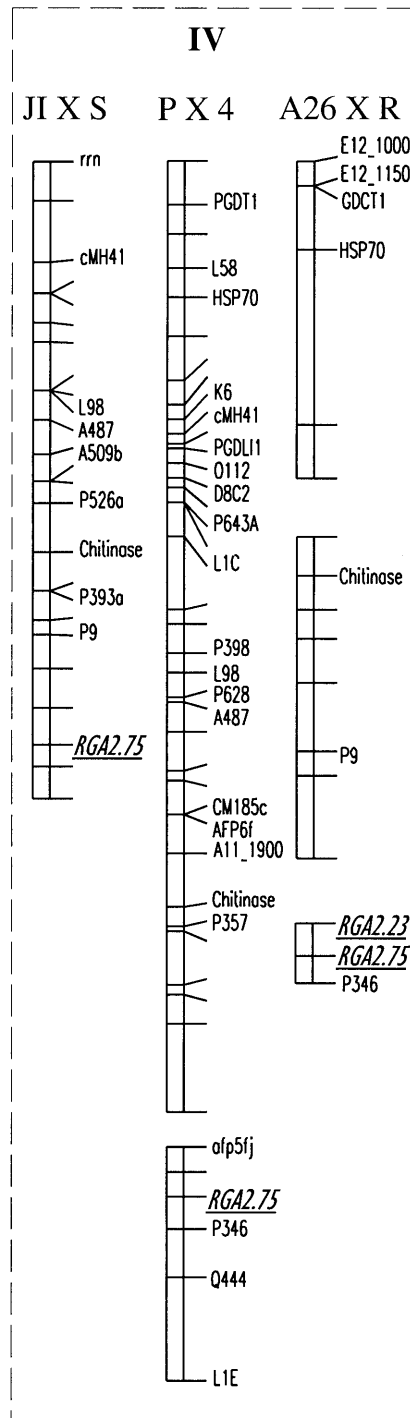 IV
JI X S
rrn
cMH41
L98
A487
A509b
P526a
Chitinase
P393a
P9
RGA2.75
P X 4
PGDT1
L58
HSP70
K6
cMH41
PGDLI1
O112
D8C2
P643A
L1C
P398
L98
P628
A487
CM185c
AFP6f
A11_1900
Chitinase
P357
afp5fj
RGA2.75
P346
Q444
L1E
A26 X R
E12_1000
E12_1150
GDCT1
HSP70
Chitinase
P9
RGA2.23
RGA2.75
P346